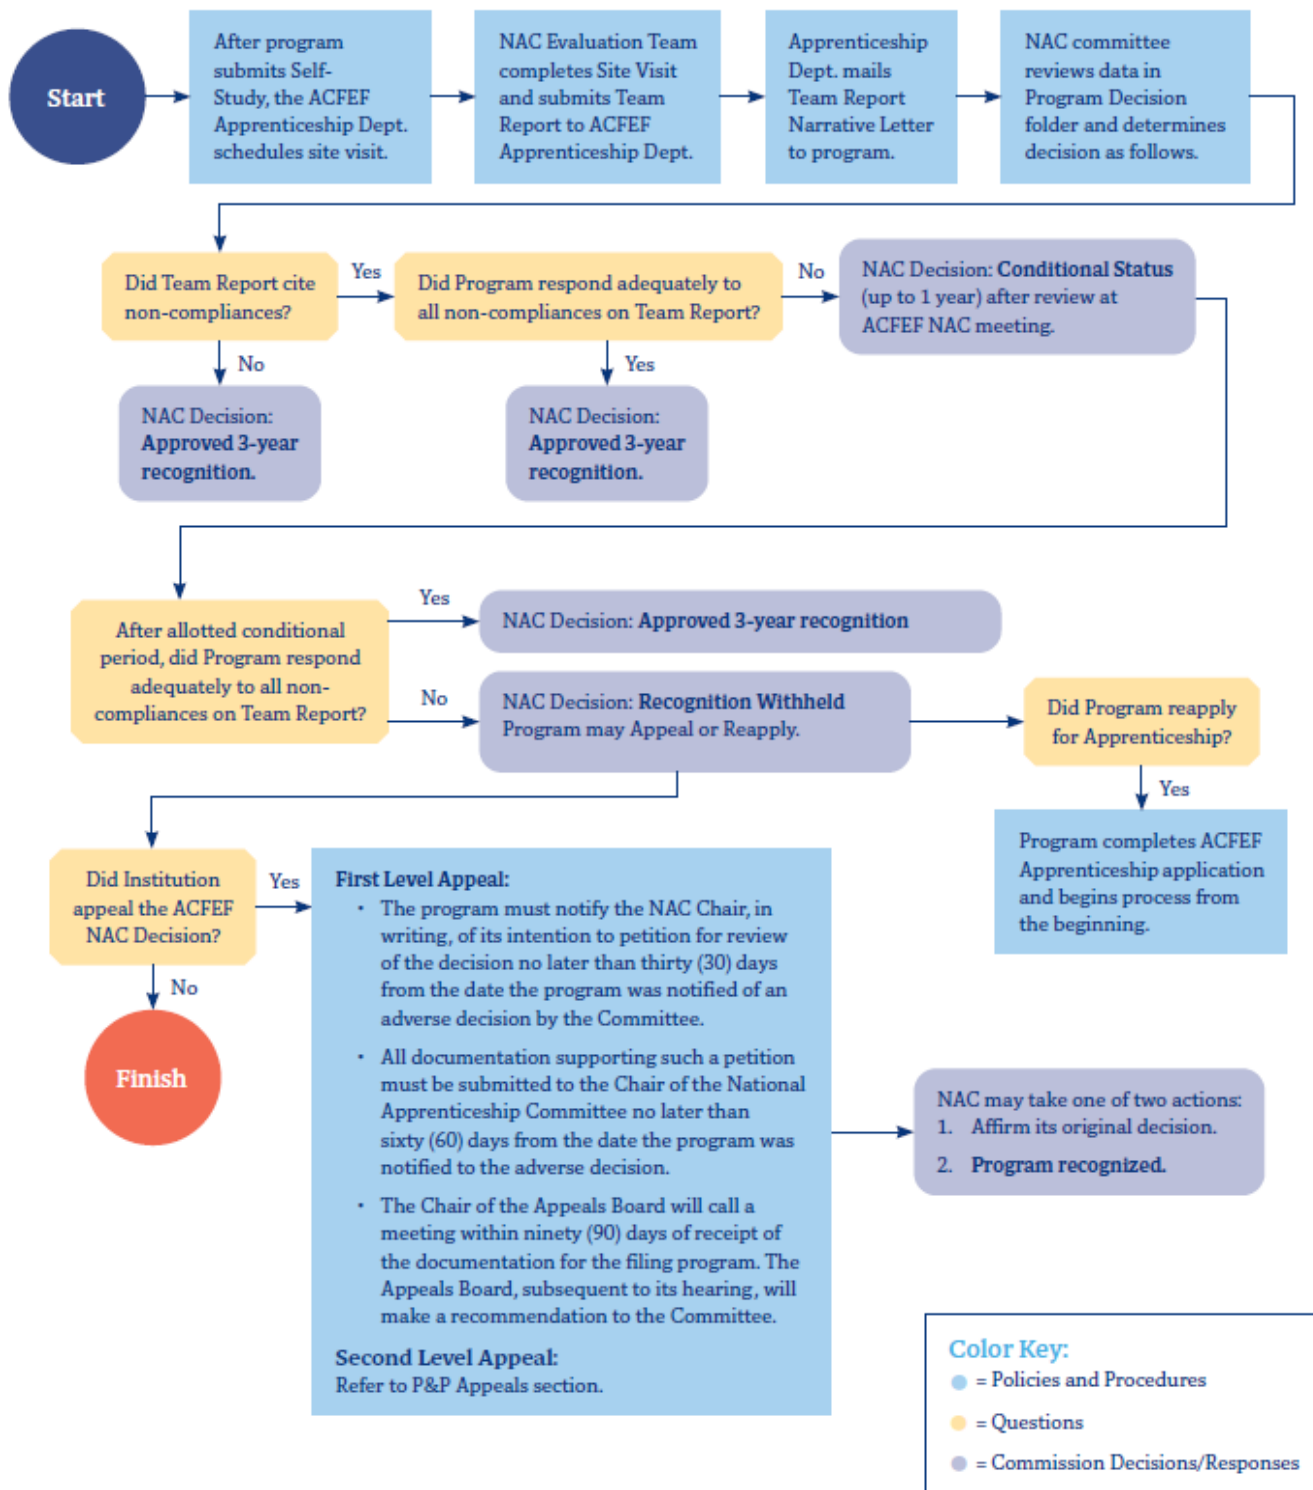 Start
After program
submits Self-
Study, the ACFEF
Apprenticeship Dept.
schedules site visit.
NAC Evaluation Team
completes Site Visit
and submits Team
Report to ACFEF
Apprenticeship Dept.
Apprenticeship
Dept. mails
Team Report
Narrative Letter
to program.
NAC committee
reviews data in
Program Decision
folder and determines
decision as follows.
Did Team Report cite
non-compliances?
Yes
Did Program respond adequately to
all non-compliances on Team Report?
No
NAC Decision: Conditional Status
(up to 1 year) after review at
ACFEF NAC meeting.
No
Yes
NAC Decision:
Approved 3-year
recognition.
NAC Decision:
Approved 3-year
recognition.
After allotted conditional
period, did Program respond
adequately to all non-
compliances on Team Report?
Yes
NAC Decision: Approved 3-year recognition
No
NAC Decision: Recognition Withheld
Program may Appeal or Reapply.
Did Program reapply
for Apprenticeship?
Yes
Program completes ACFEF
Apprenticeship application
and begins process from
the beginning.
Did Institution
appeal the ACFEF
NAC Decision?
Yes
No
Finish
First Level Appeal:
• The program must notify the NAC Chair, in
writing, of its intention to petition for review
of the decision no later than thirty (30) days
from the date the program was notified of an
adverse decision by the Committee.
• All documentation supporting such a petition
must be submitted to the Chair of the National
Apprenticeship Committee no later than
sixty (60) days from the date the program was
notified to the adverse decision.
• The Chair of the Appeals Board will call a
meeting within ninety (90) days of receipt of
the documentation for the filing program. The
Appeals Board, subsequent to its hearing, will
make a recommendation to the Committee.
Second Level Appeal:
Refer to P&P Appeals section.
NAC may take one of two actions:
1. Affirm its original decision.
2. Program recognized.
Color Key:
= Policies and Procedures
= Questions
= Commission Decisions/Responses